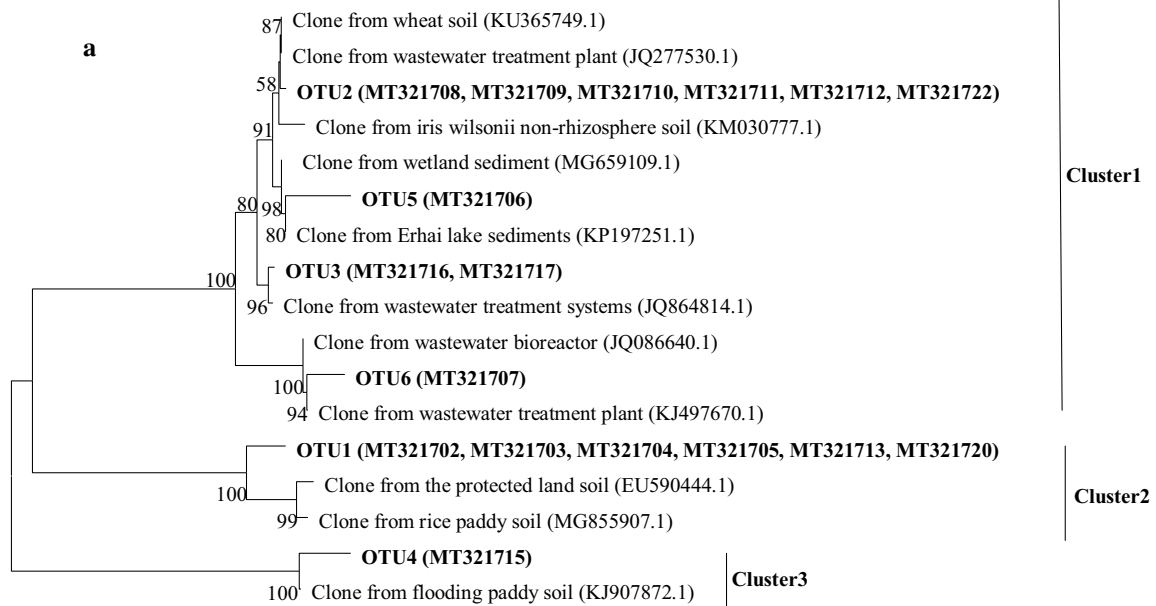 87 Clone from wheat soil (KU365749.1)
a
Clone from wastewater treatment plant (JQ277530.1)
58
OTU2 (MT321708, MT321709, MT321710, MT321711, MT321712, MT321722)
91 Clone from iris wilsonii non-rhizosphere soil (KM030777.1)
Clone from wetland sediment (MG659109.1)
Cluster1
OTU5 (MT321706)
80 98
80 Clone from Erhai lake sediments (KP197251.1)
OTU3 (MT321716, MT321717)
100
96 Clone from wastewater treatment systems (JQ864814.1)
Clone from wastewater bioreactor (JQ086640.1)
OTU6 (MT321707)
100
94 Clone from wastewater treatment plant (KJ497670.1)
OTU1 (MT321702, MT321703, MT321704, MT321705, MT321713, MT321720)
Clone from the protected land soil (EU590444.1)
100
Cluster2
99 Clone from rice paddy soil (MG855907.1)
OTU4 (MT321715)
Cluster3
100 Clone from flooding paddy soil (KJ907872.1)